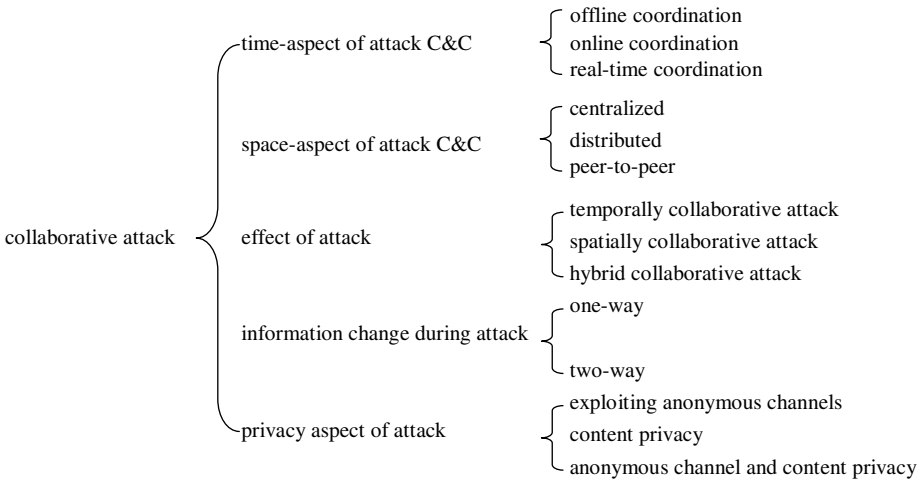 collaborative attack
time-aspect of attack C&C
offline coordination
online coordination
real-time coordination
space-aspect of attack C&C
centralized
distributed
peer-to-peer
effect of attack
temporally collaborative attack
spatially collaborative attack
hybrid collaborative attack
information change during attack
one-way
two-way
privacy aspect of attack
exploiting anonymous channels
content privacy
anonymous channel and content privacy